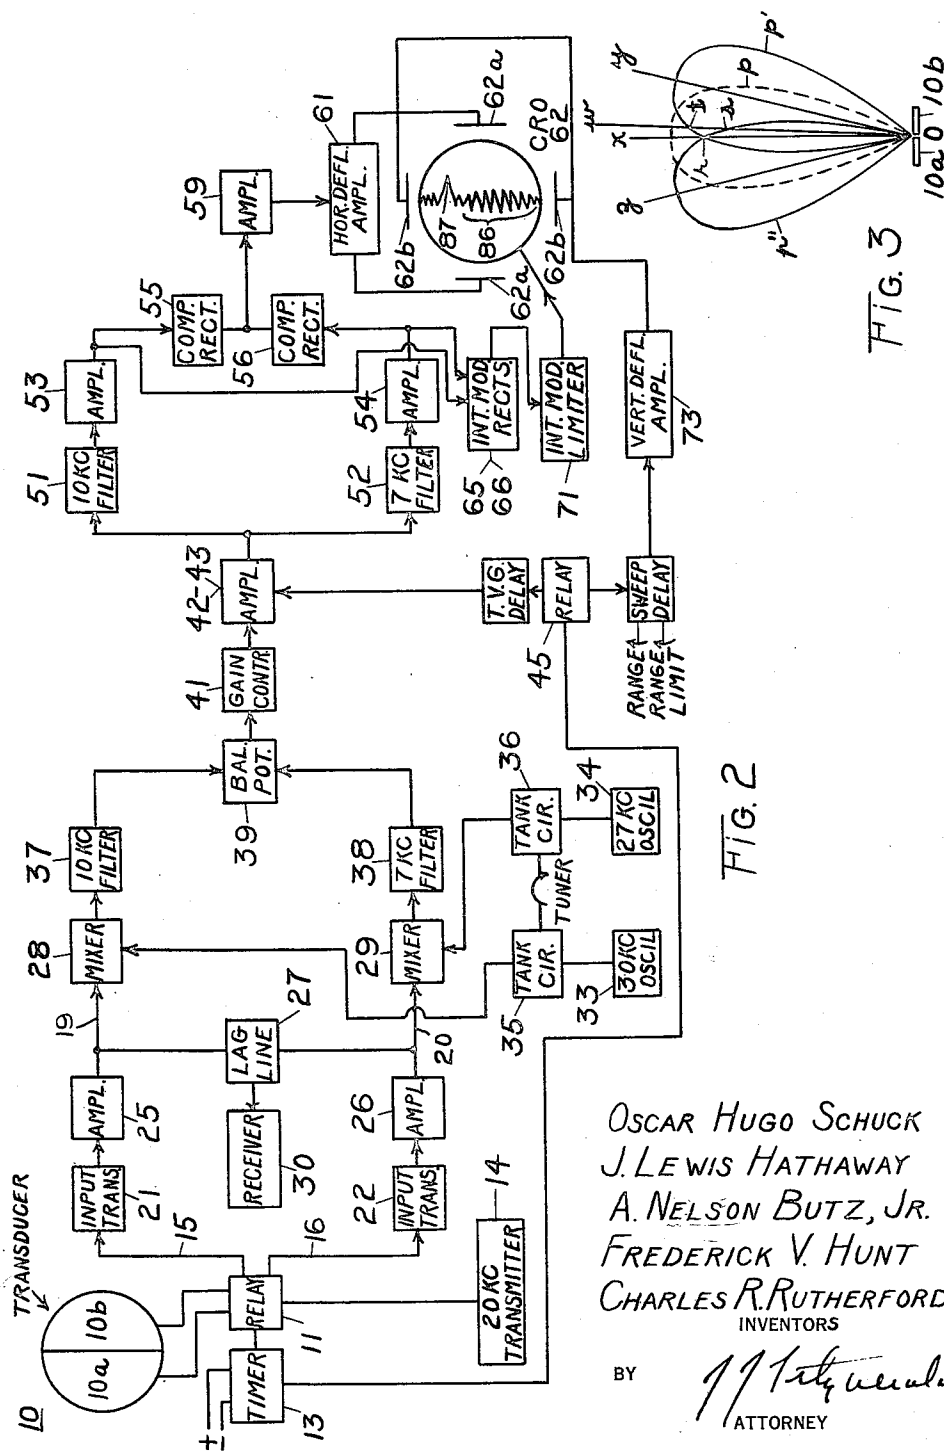 10
TRANSDUCER
10a
10b
±
TIMER
13
RELAY
11
15
16
INPUT
TRANS.
21
INPUT
TRANS.
22
20 KC
TRANSMITTER
14
AMPL.
25
AMPL.
26
RECEIVER
30
LAG
LINE
27
19
20
MIXER
28
MIXER
29
10 KC
FILTER
37
7 KC
FILTER
38
TANK
CIR.
35
TANK
CIR.
36
TUNER
30 KC
OSCIL
33
27 KC
OSCIL
34
BAL.
POT.
39
GAIN
CONTR.
41
AMPL.
42-43
T.V.G.
DELAY
RELAY
45
SWEEP
DELAY
RANGE
RANGE
LIMIT
10 KC
FILTER
51
7 KC
FILTER
52
AMPL.
53
AMPL.
54
COMP.
RECT.
55
COMP.
RECT.
56
INT. MOD.
RECTS.
65
66
INT. MOD.
LIMITER
71
VERT. DEFL.
AMPL.
73
AMPL.
59
HOR. DEFL.
AMPL.
61
62a
62a
62b
62b
CRO
62
87
86
FIG. 2
z
x
w
y
h
t
s
p
p'
p"
10a
O
10b
FIG. 3
OSCAR HUGO SCHUCK
J. LEWIS HATHAWAY
A. NELSON BUTZ, JR.
FREDERICK V. HUNT
CHARLES R. RUTHERFORD
INVENTORS
BY
ATTORNEY